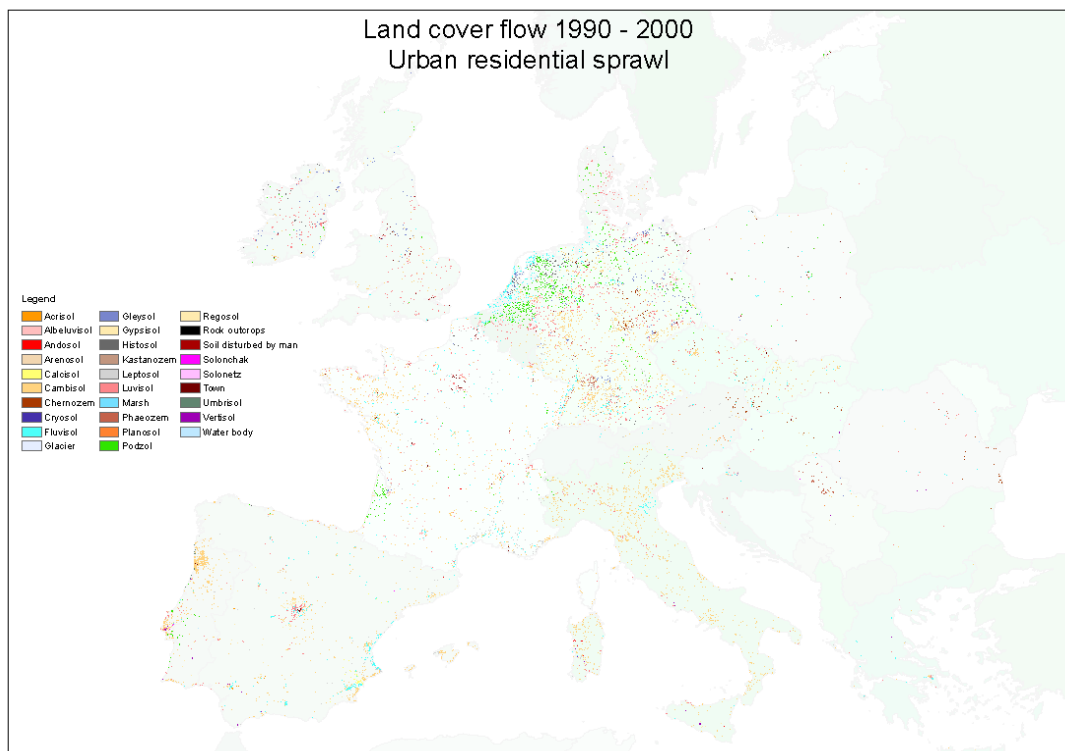 Land cover flow 1990 - 2000
Urban residential sprawl
Legend
Acrisol
Albeluvisol
Andosol
Arenosol
Calcisol
Cambisol
Chernozem
Cryosol
Fluvisol
Glacier
Gleysol
Gypsisol
Histosol
Kastanozem
Leptosol
Luvisol
Marsh
Phaeozem
Planosol
Podzol
Regosol
Rock outcrops
Soil disturbed by man
Solonchak
Solonetz
Town
Umbrisol
Vertisol
Water body